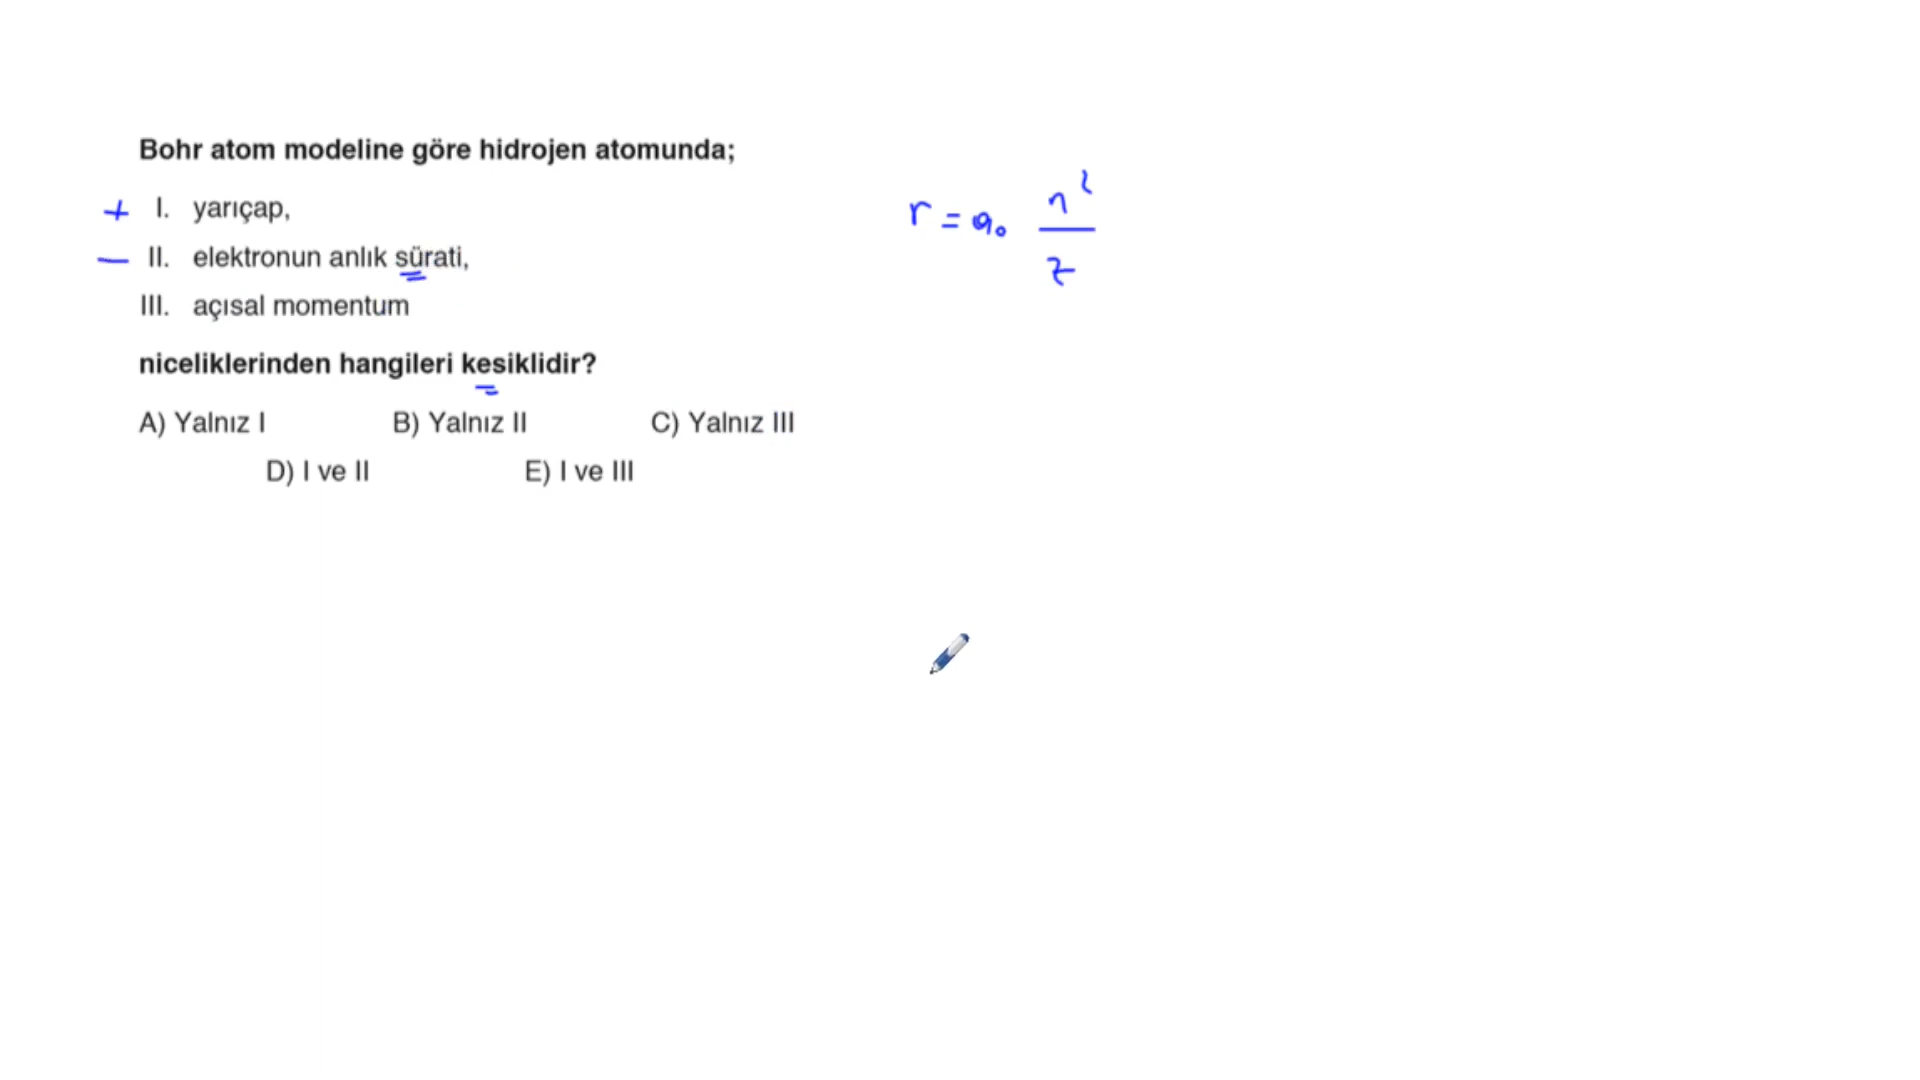 Bohr atom modeline göre hidrojen atomunda;
+ I. yarıçap,
— II. elektronun anlık sürati,
III. açısal momentum
niceliklerinden hangileri kesiklidir?
A) Yalnız I B) Yalnız II C) Yalnız III
D) I ve II E) I ve III
r = a₀ n²
z